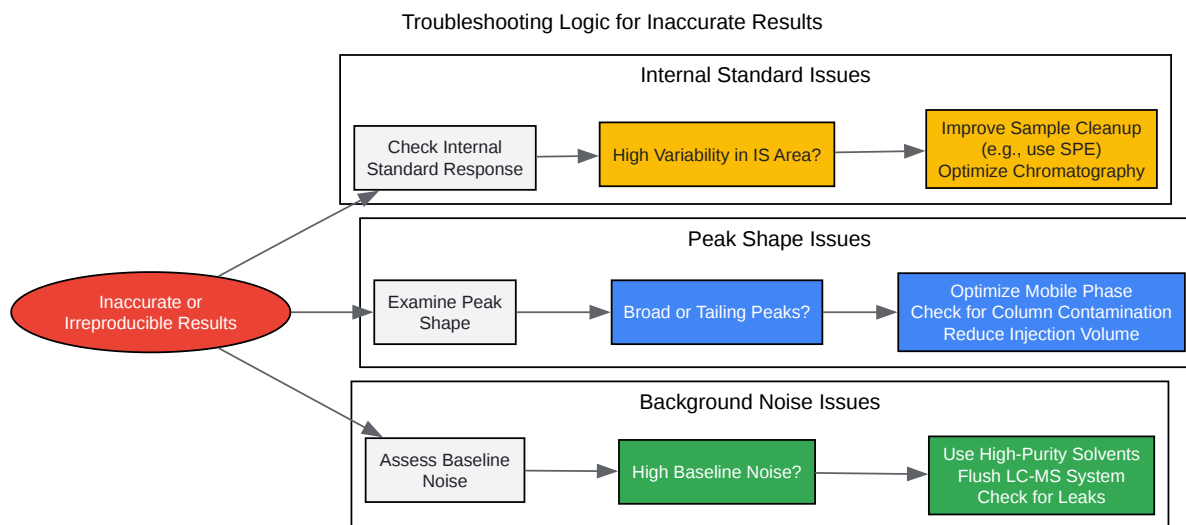 Troubleshooting Logic for Inaccurate Results
Internal Standard Issues
Check Internal
Standard Response
High Variability in IS Area?
Improve Sample Cleanup
(e.g., use SPE)
Optimize Chromatography
Peak Shape Issues
Inaccurate or
Irreproducible Results
Examine Peak
Shape
Broad or Tailing Peaks?
Optimize Mobile Phase
Check for Column Contamination
Reduce Injection Volume
Background Noise Issues
Assess Baseline
Noise
High Baseline Noise?
Use High-Purity Solvents
Flush LC-MS System
Check for Leaks